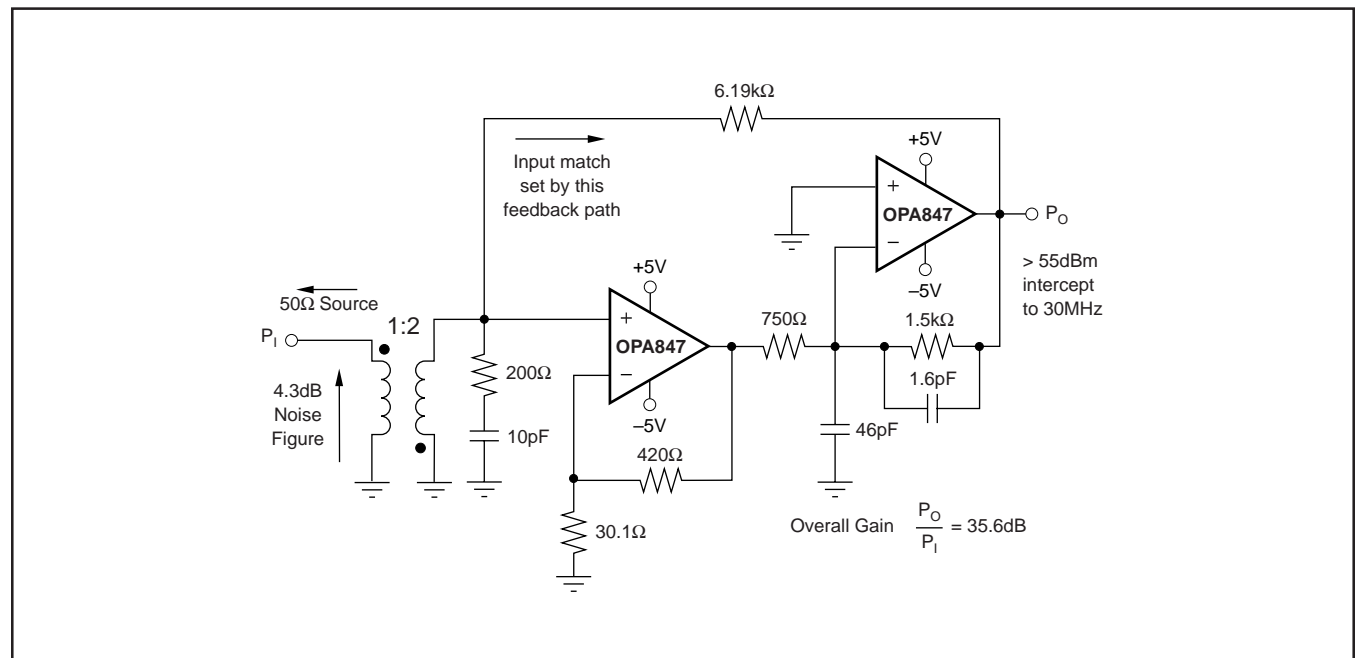 6.19kΩ
Input match
set by this
feedback path
+5V
+
OPA847
−
−5V
P_O
> 55dBm
intercept
to 30MHz
50Ω Source
P_I
1:2
4.3dB
Noise
Figure
200Ω
10pF
+5V
+
OPA847
−
−5V
750Ω
1.5kΩ
1.6pF
46pF
420Ω
30.1Ω
Overall Gain P_O/P_I = 35.6dB